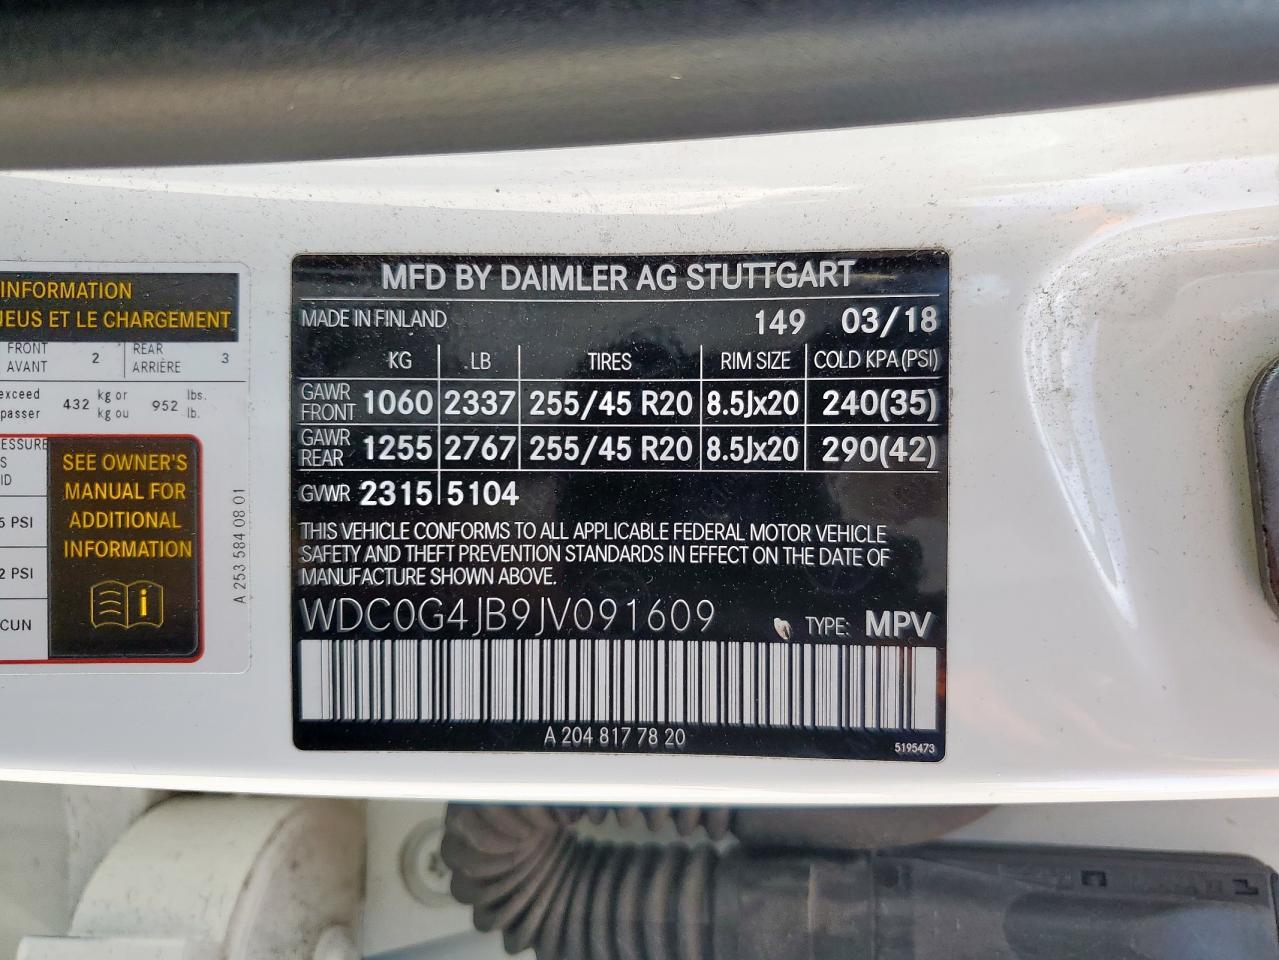 INFORMATION
EUS ET LE CHARGEMENT
FRONT AVANT 2 REAR ARRIÈRE 3
exceed passer 432 kg or kg ou 952 lbs. lb.
SEE OWNER'S
MANUAL FOR
ADDITIONAL
INFORMATION
PSI
PSI
A 253 584 08 01
MFD BY DAIMLER AG STUTTGART
MADE IN FINLAND 149 03/18
KG LB TIRES RIM SIZE COLD KPA(PSI)
GAWR FRONT 1060 2337 255/45 R20 8.5Jx20 240(35)
GAWR REAR 1255 2767 255/45 R20 8.5Jx20 290(42)
GVWR 2315 5104
THIS VEHICLE CONFORMS TO ALL APPLICABLE FEDERAL MOTOR VEHICLE
SAFETY AND THEFT PREVENTION STANDARDS IN EFFECT ON THE DATE OF
MANUFACTURE SHOWN ABOVE.
WDC0G4JB9JV091609 TYPE: MPV
A 204 817 78 20
5195473